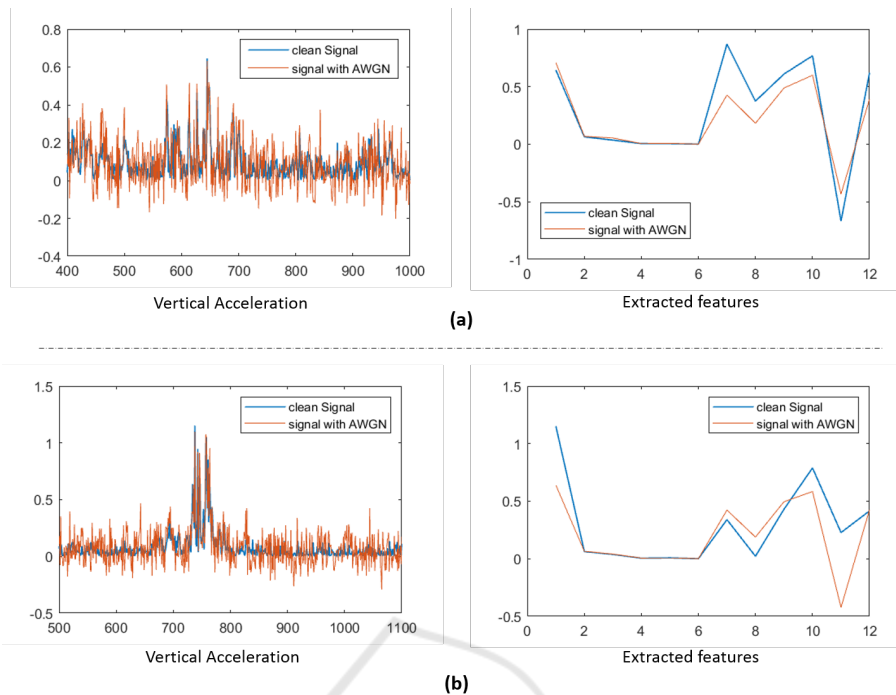 0.8
0.6
0.4
0.2
0
-0.2
-0.4
400 500 600 700 800 900 1000
clean Signal
signal with AWGN
Vertical Acceleration
1
0.5
0
-0.5
-1
0 2 4 6 8 10 12
clean Signal
signal with AWGN
Extracted features
(a)
1.5
1
0.5
0
-0.5
500 600 700 800 900 1000 1100
clean Signal
signal with AWGN
Vertical Acceleration
1.5
1
0.5
0
-0.5
0 2 4 6 8 10 12
clean Signal
signal with AWGN
Extracted features
(b)